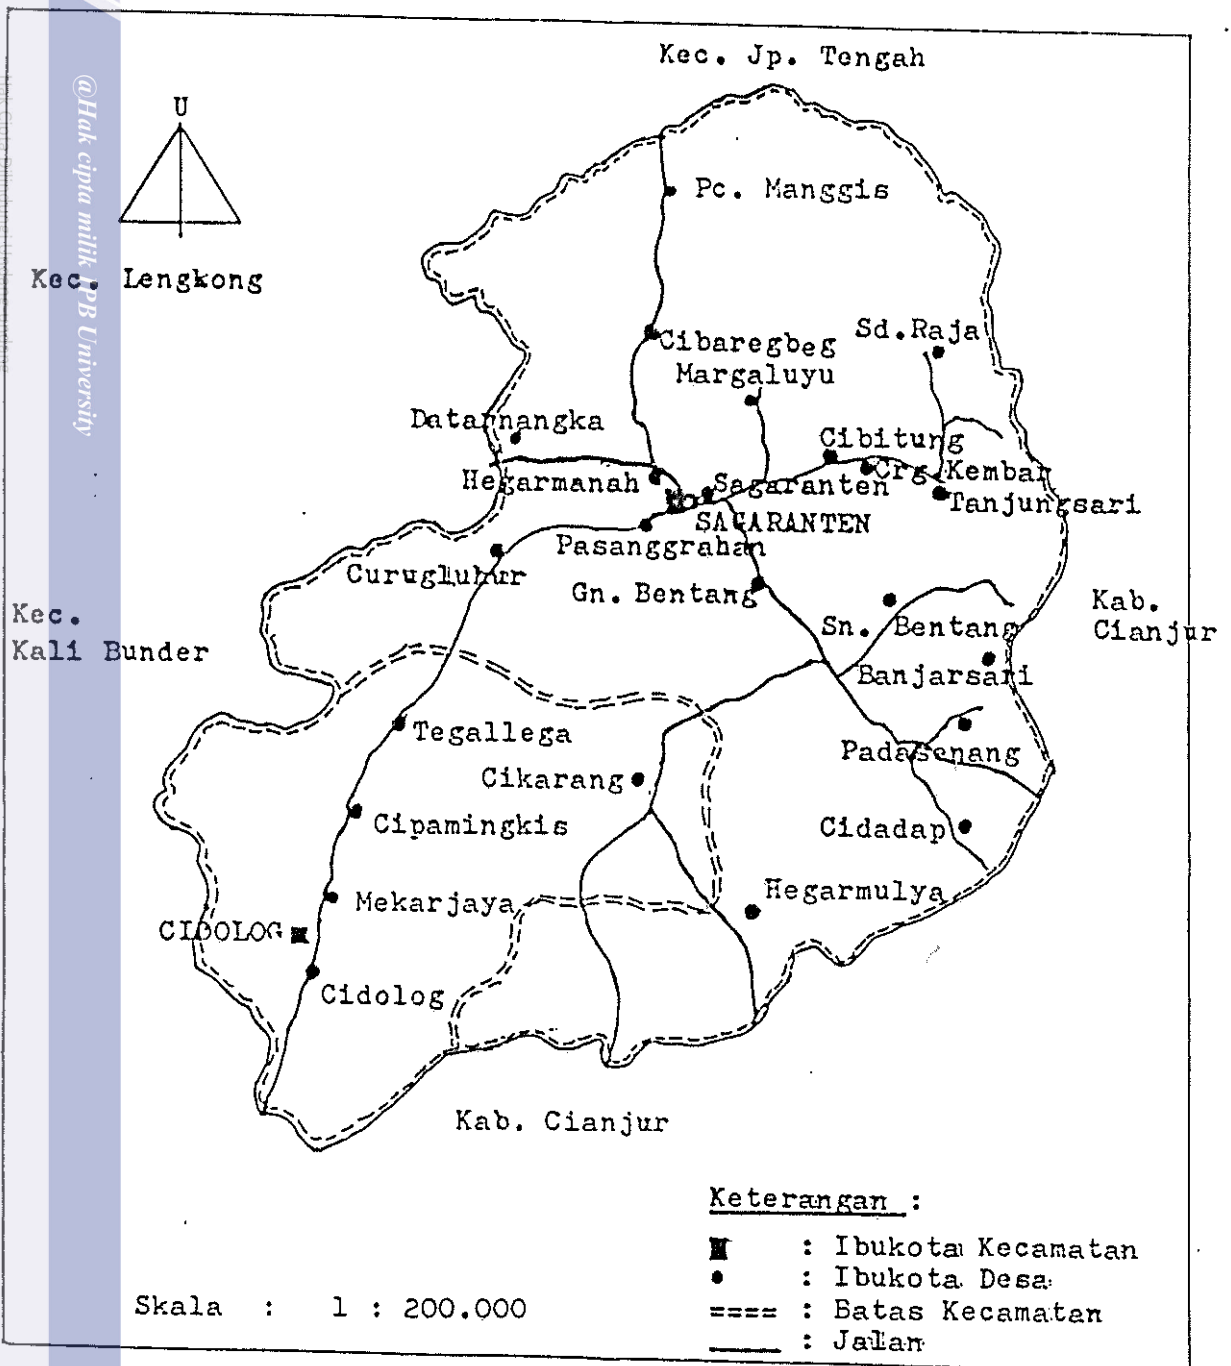 Kec. Jp. Tengah
U
@Hak cipta milik IPB University
Pc. Manggis
Kec. Lengkong
Sd.Raja
Cibaregbeg
Margaluyu
Datarnangka
Cibitung
Hegarmanah
Sagaranten
Crg. Kembar
Tanjungsari
SAGARANTEN
Pasanggrahan
Curugluhur
Gn. Bentang
Kec.
Kali Bunder
Sn. Bentang
Kab.
Cianjur
Banjarsari
Tegallega
Padasenang
Cikarang
Cipamingkis
Cidadap
Mekarjaya
Hegarmulya
CIDOLOG
Cidolog
Kab. Cianjur
Keterangan :
: Ibukota Kecamatan
: Ibukota Desa
==== : Batas Kecamatan
____ : Jalan
Skala : 1 : 200.000